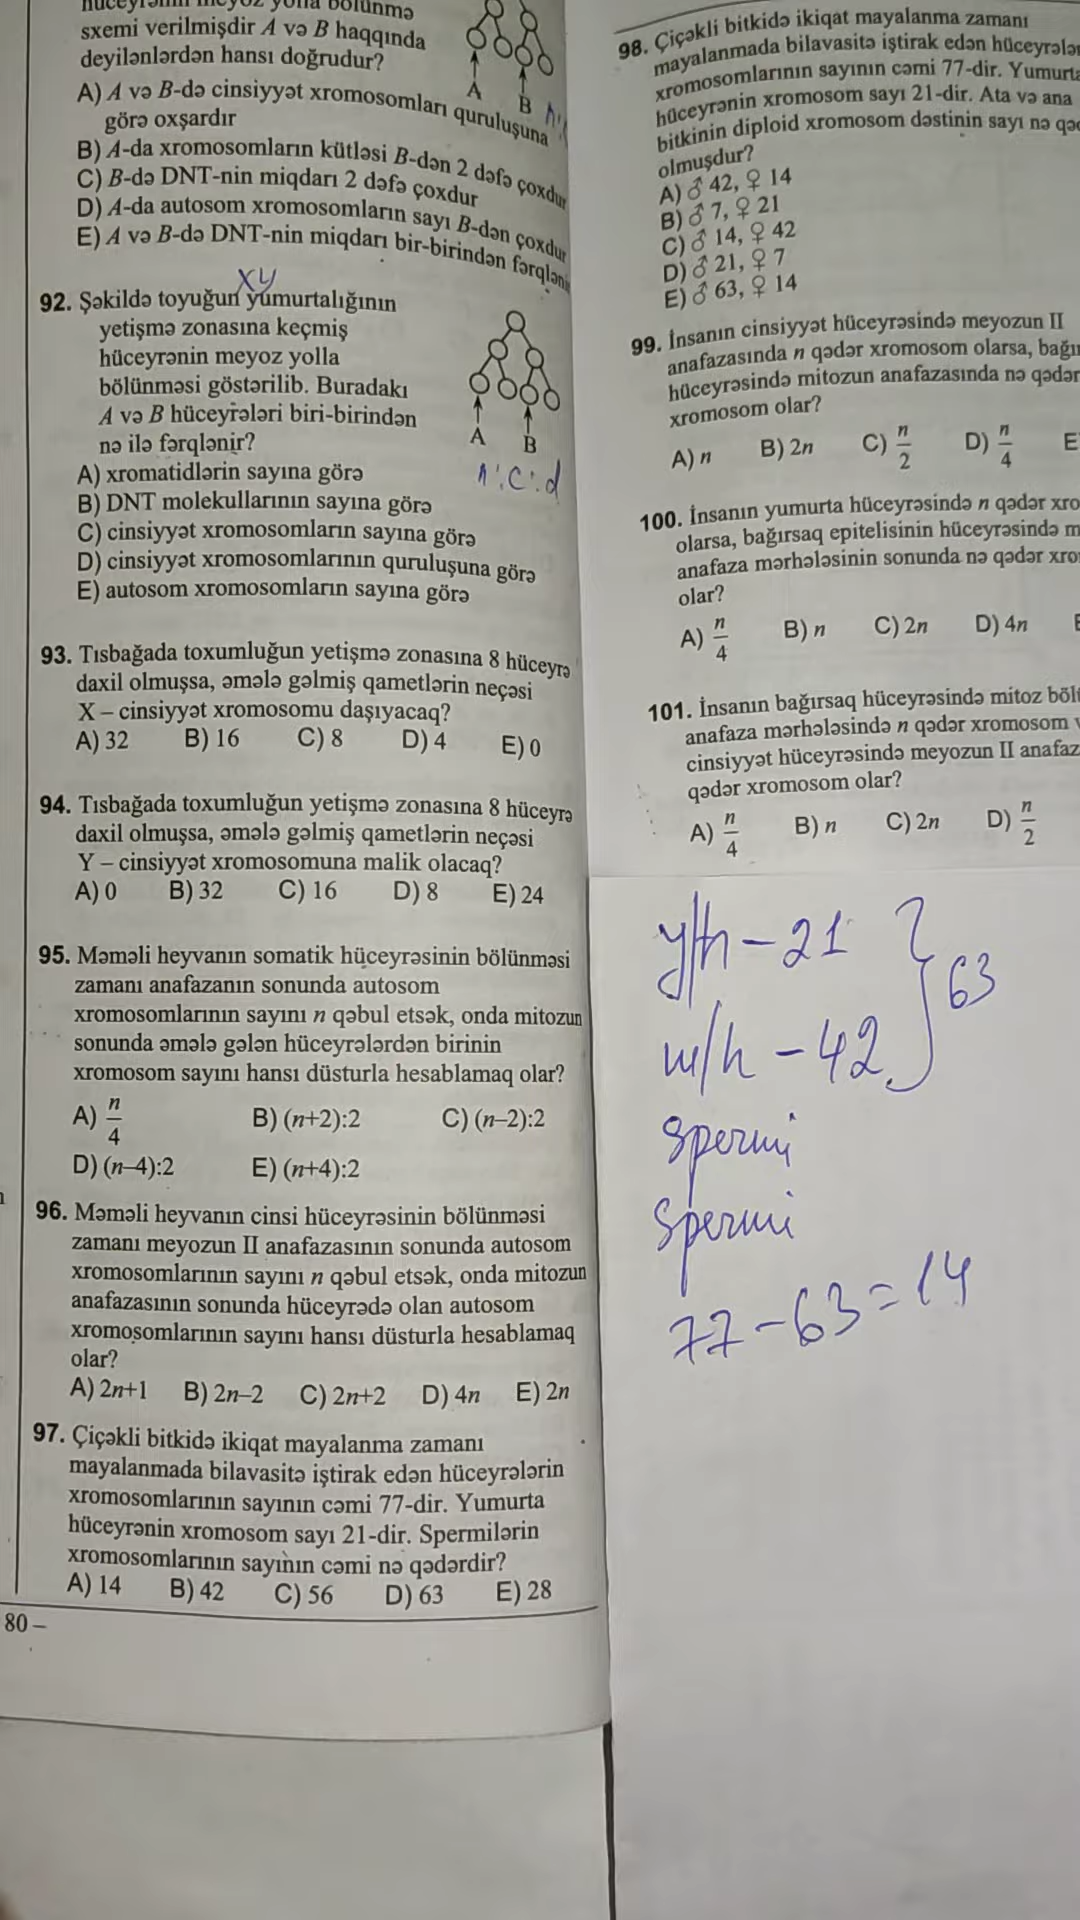 sxemi verilmişdir A və B haqqında
deyilənlərdən hansı doğrudur?
A) A və B-də cinsiyyət xromosomları quruluşuna
görə oxşardır
B) A-da xromosomların kütləsi B-dən 2 dəfə çoxdur
C) B-də DNT-nin miqdarı 2 dəfə çoxdur
D) A-da autosom xromosomların sayı B-dən çoxdur
E) A və B-də DNT-nin miqdarı bir-birindən
A
B
xy
92. Şəkildə toyuğun yumurtalığının
yetişmə zonasına keçmiş
hüceyrənin meyoz yolla
bölünməsi göstərilib. Buradakı
A və B hüceyrələri biri-birindən
nə ilə fərqlənir?
A) xromatidlərin sayına görə
B) DNT molekullarının sayına görə
C) cinsiyyət xromosomların sayına görə
D) cinsiyyət xromosomlarının quruluşuna görə
E) autosom xromosomların sayına görə
A
B
n:c:d
93. Tısbağada toxumluğun yetişmə zonasına 8 hüceyrə
daxil olmuşsa, əmələ gəlmiş qametlərin neçəsi
X – cinsiyyət xromosomu daşıyacaq?
A) 32 B) 16 C) 8 D) 4 E) 0
94. Tısbağada toxumluğun yetişmə zonasına 8 hüceyrə
daxil olmuşsa, əmələ gəlmiş qametlərin neçəsi
Y – cinsiyyət xromosomuna malik olacaq?
A) 0 B) 32 C) 16 D) 8 E) 24
95. Məməli heyvanın somatik hüceyrəsinin bölünməsi
zamanı anafazanın sonunda autosom
xromosomlarının sayını n qəbul etsək, onda mitozun
sonunda əmələ gələn hüceyrələrdən birinin
xromosom sayını hansı düsturla hesablamaq olar?
A) n/4 B) (n+2):2 C) (n–2):2
D) (n–4):2 E) (n+4):2
96. Məməli heyvanın cinsi hüceyrəsinin bölünməsi
zamanı meyozun II anafazasının sonunda autosom
xromosomlarının sayını n qəbul etsək, onda mitozun
anafazasının sonunda hüceyrədə olan autosom
xromosomlarının sayını hansı düsturla hesablamaq
olar?
A) 2n+1 B) 2n–2 C) 2n+2 D) 4n E) 2n
97. Çiçəkli bitkidə ikiqat mayalanma zamanı
mayalanmada bilavasitə iştirak edən hüceyrələrin
xromosomlarının sayının cəmi 77-dir. Yumurta
hüceyrənin xromosom sayı 21-dir. Spermilərin
xromosomlarının sayının cəmi nə qədərdir?
A) 14 B) 42 C) 56 D) 63 E) 28
80 –
98. Çiçəkli bitkidə ikiqat mayalanma zamanı
mayalanmada bilavasitə iştirak edən
xromosomlarının sayının cəmi 77-dir.
hüceyrənin xromosom sayı 21-dir. Ata və ana
bitkinin diploid xromosom dəstinin sayı nə
olmuşdur?
A) ♂ 42, ♀ 14
B) ♂ 7, ♀ 21
C) ♂ 14, ♀ 42
D) ♂ 21, ♀ 7
E) ♂ 63, ♀ 14
99. İnsanın cinsiyyət hüceyrəsində meyozun II
anafazasında n qədər xromosom olarsa,
hüceyrəsində mitozun anafazasında nə qədər
xromosom olar?
A) n B) 2n C) n/2 D) n/4 E
100. İnsanın yumurta hüceyrəsində n qədər
olarsa, bağırsaq epitelisinin hüceyrəsində
anafaza mərhələsinin sonunda nə qədər
olar?
A) n/4 B) n C) 2n D) 4n
101. İnsanın bağırsaq hüceyrəsində mitoz
anafaza mərhələsində n qədər xromosom
cinsiyyət hüceyrəsində meyozun II
qədər xromosom olar?
A) n/4 B) n C) 2n D) n/2
y/h – 21
m/h – 42
63
spermi
spermi
77 – 63 = 14